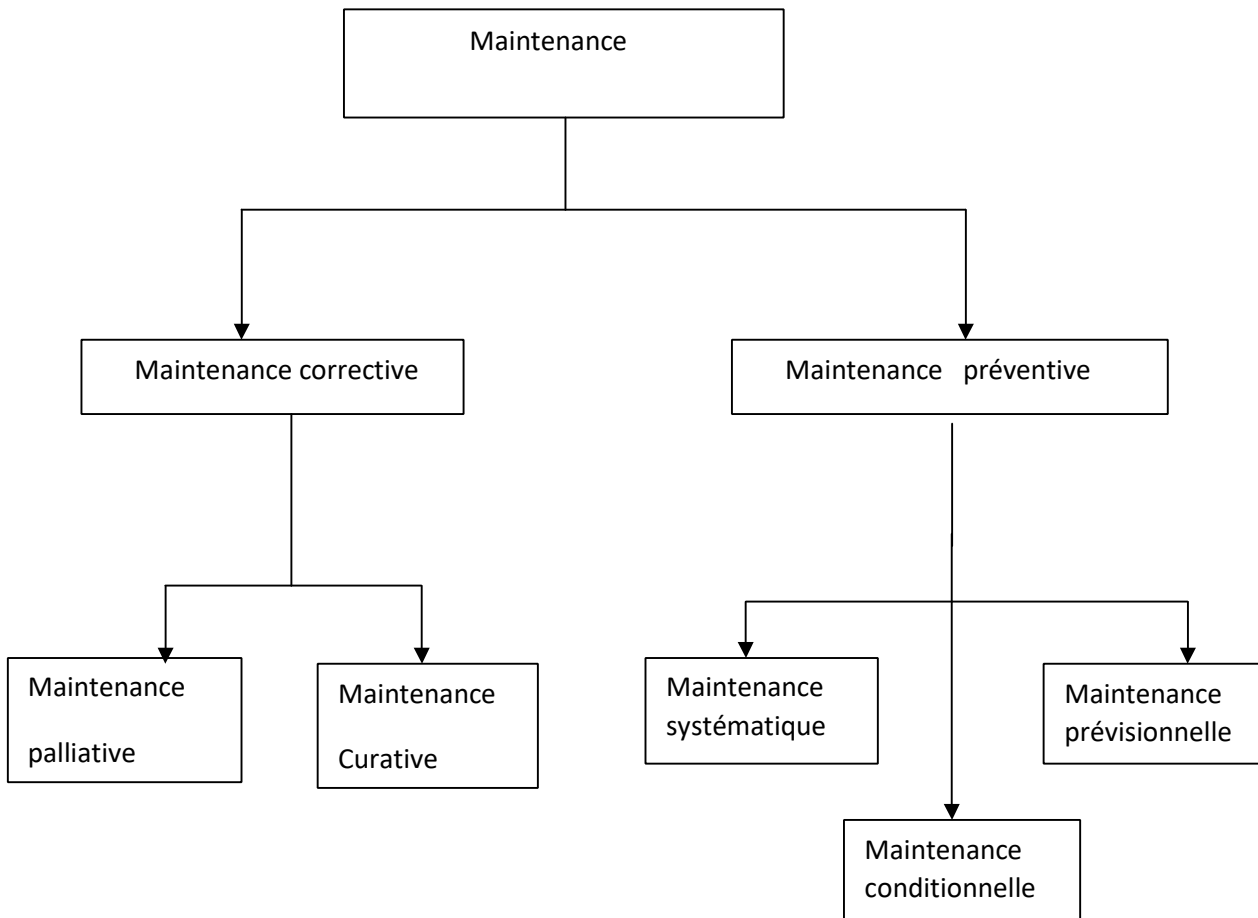 Maintenance
Maintenance corrective
Maintenance préventive
Maintenance
palliative
Maintenance
Curative
Maintenance
systématique
Maintenance
prévisionnelle
Maintenance
conditionnelle